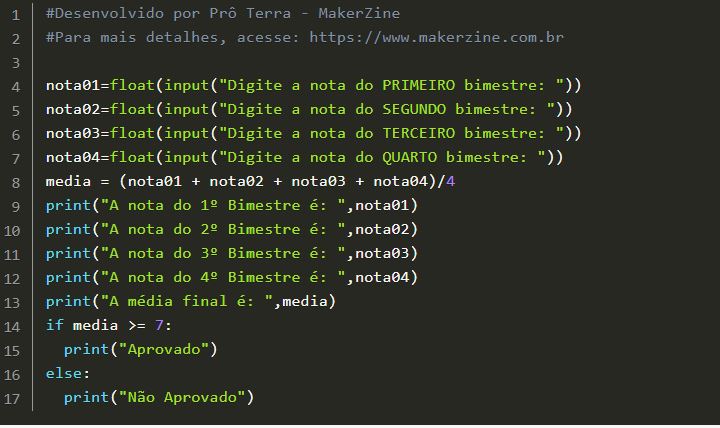 1 #Desenvolvido por Prô Terra - MakerZine
2 #Para mais detalhes, acesse: https://www.makerzine.com.br
3
4 nota01=float(input("Digite a nota do PRIMEIRO bimestre: "))
5 nota02=float(input("Digite a nota do SEGUNDO bimestre: "))
6 nota03=float(input("Digite a nota do TERCEIRO bimestre: "))
7 nota04=float(input("Digite a nota do QUARTO bimestre: "))
8 media = (nota01 + nota02 + nota03 + nota04)/4
9 print("A nota do 1º Bimestre é: ",nota01)
10 print("A nota do 2º Bimestre é: ",nota02)
11 print("A nota do 3º Bimestre é: ",nota03)
12 print("A nota do 4º Bimestre é: ",nota04)
13 print("A média final é: ",media)
14 if media >= 7:
15   print("Aprovado")
16 else:
17   print("Não Aprovado")